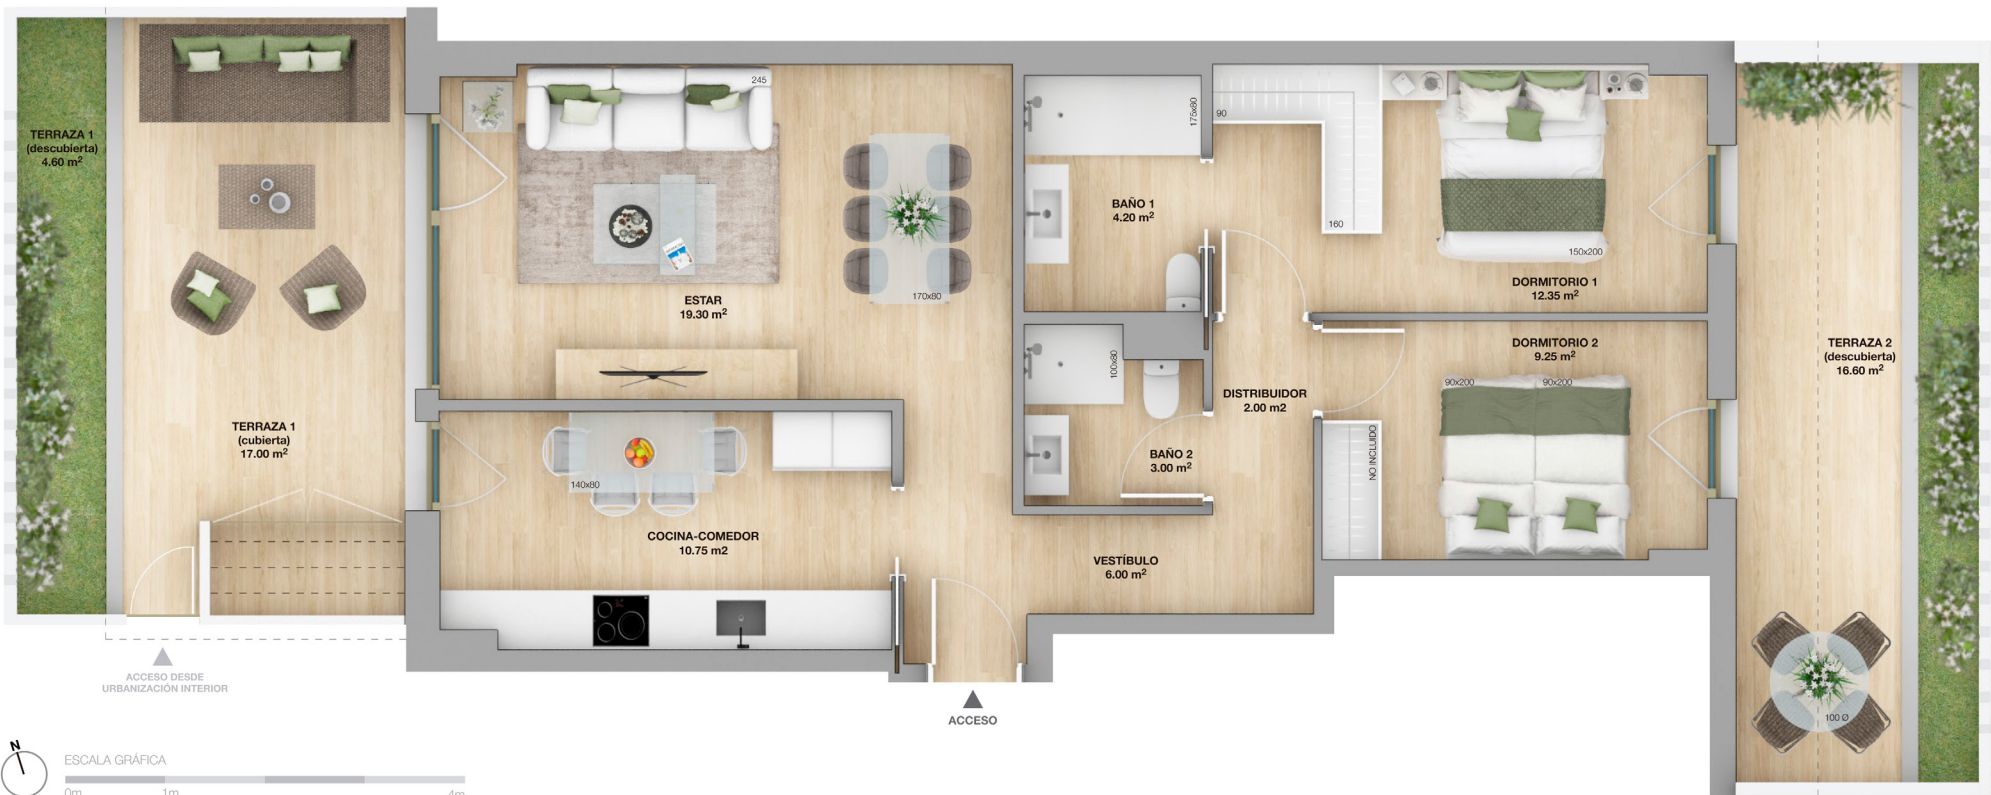 TERRAZA 1
(descubierta)
4.60 m²
TERRAZA 1
(cubierta)
17.00 m²
245
170x80
ESTAR
19.30 m²
140x80
COCINA-COMEDOR
10.75 m2
175x80
BAÑO 1
4.20 m²
100x80
BAÑO 2
3.00 m²
DISTRIBUIDOR
2.00 m2
VESTÍBULO
6.00 m²
90
160
150x200
DORMITORIO 1
12.35 m²
DORMITORIO 2
9.25 m²
90x200
90x200
NO INCLUIDO
TERRAZA 2
(descubierta)
16.60 m²
100 Ø
ACCESO DESDE
URBANIZACIÓN INTERIOR
ACCESO
N
ESCALA GRÁFICA
0m 1m 4m